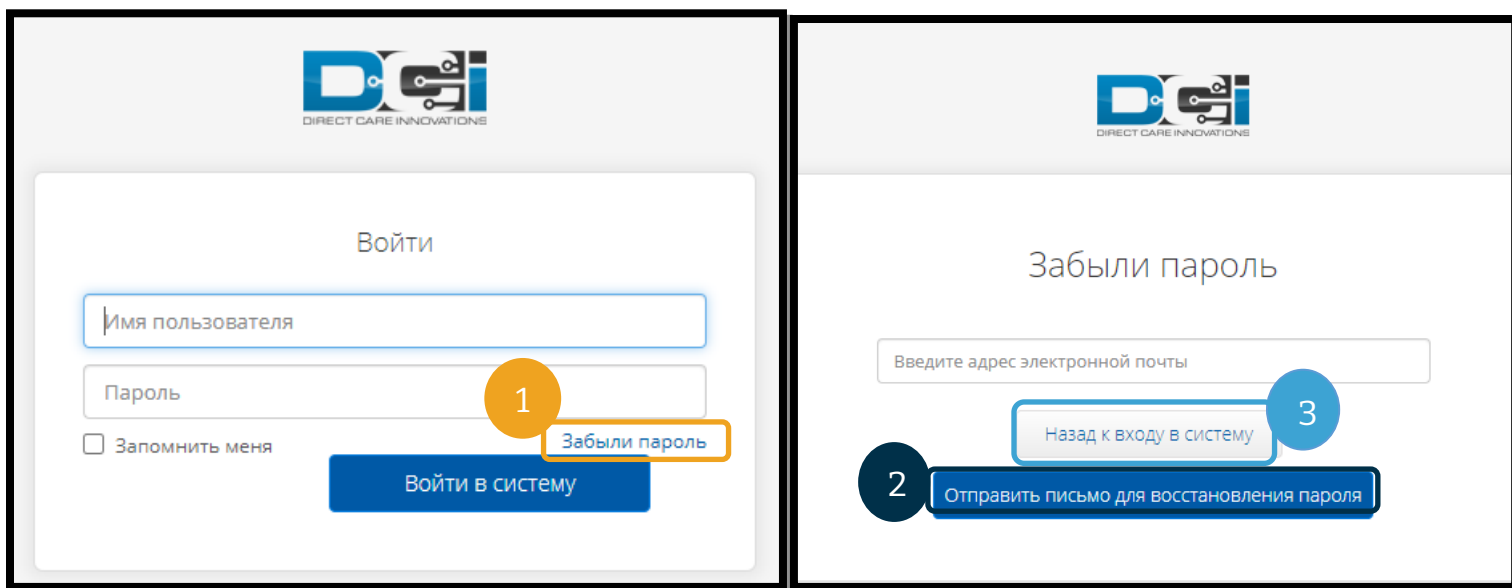 DCi
DIRECT CARE INNOVATIONS
Войти
Имя пользователя
Пароль
1
Запомнить меня
Забыли пароль
Войти в систему
DCi
DIRECT CARE INNOVATIONS
Забыли пароль
Введите адрес электронной почты
3
Назад к входу в систему
2
Отправить письмо для восстановления пароля